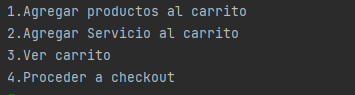 1.Agregar productos al carrito
2.Agregar Servicio al carrito
3.Ver carrito
4.Proceder a checkout